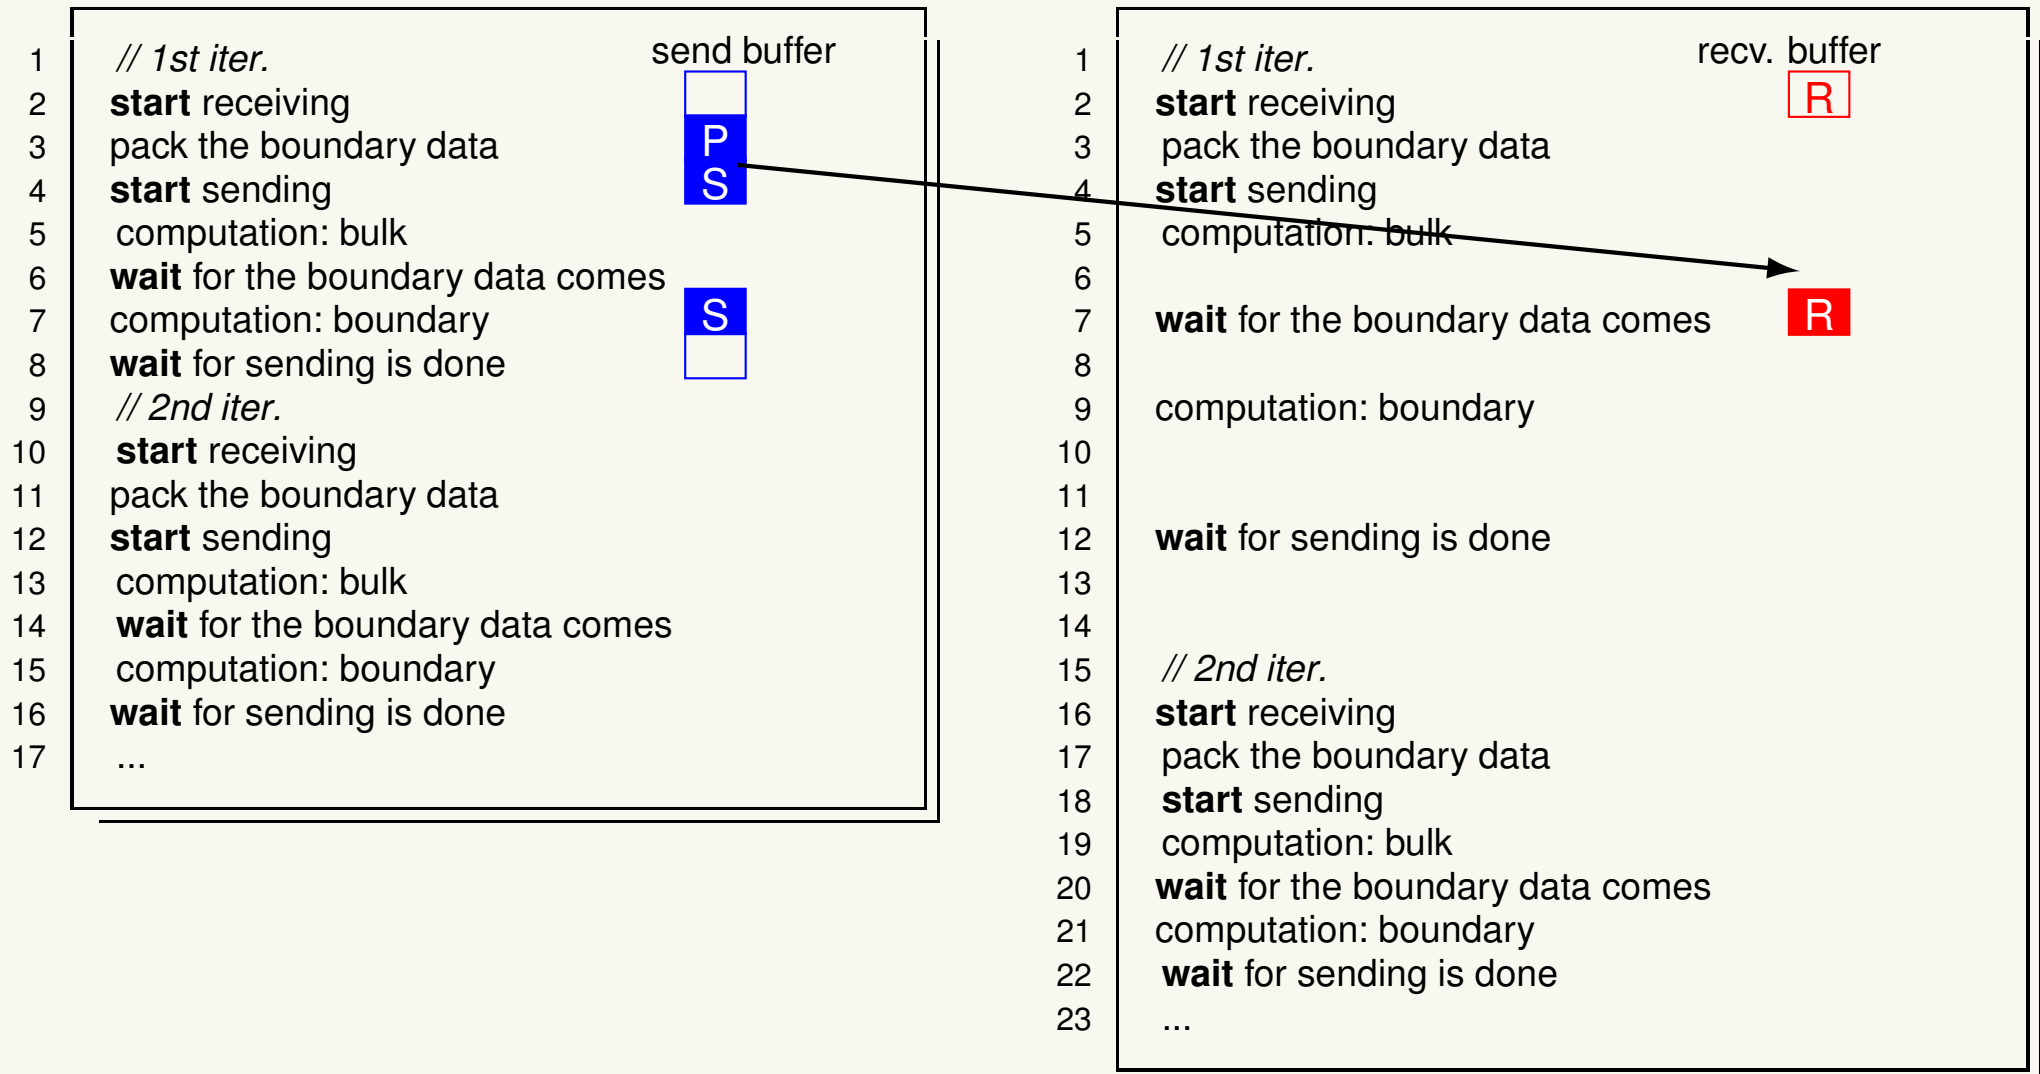 1 // 1st iter. send buffer
2 start receiving
3 pack the boundary data P
4 start sending S
5 computation: bulk
6 wait for the boundary data comes
7 computation: boundary S
8 wait for sending is done
9 // 2nd iter.
10 start receiving
11 pack the boundary data
12 start sending
13 computation: bulk
14 wait for the boundary data comes
15 computation: boundary
16 wait for sending is done
17 ...
1 // 1st iter. recv. buffer
2 start receiving R
3 pack the boundary data
4 start sending
5 computation: bulk
6
7 wait for the boundary data comes R
8
9 computation: boundary
10
11
12 wait for sending is done
13
14
15 // 2nd iter.
16 start receiving
17 pack the boundary data
18 start sending
19 computation: bulk
20 wait for the boundary data comes
21 computation: boundary
22 wait for sending is done
23 ...